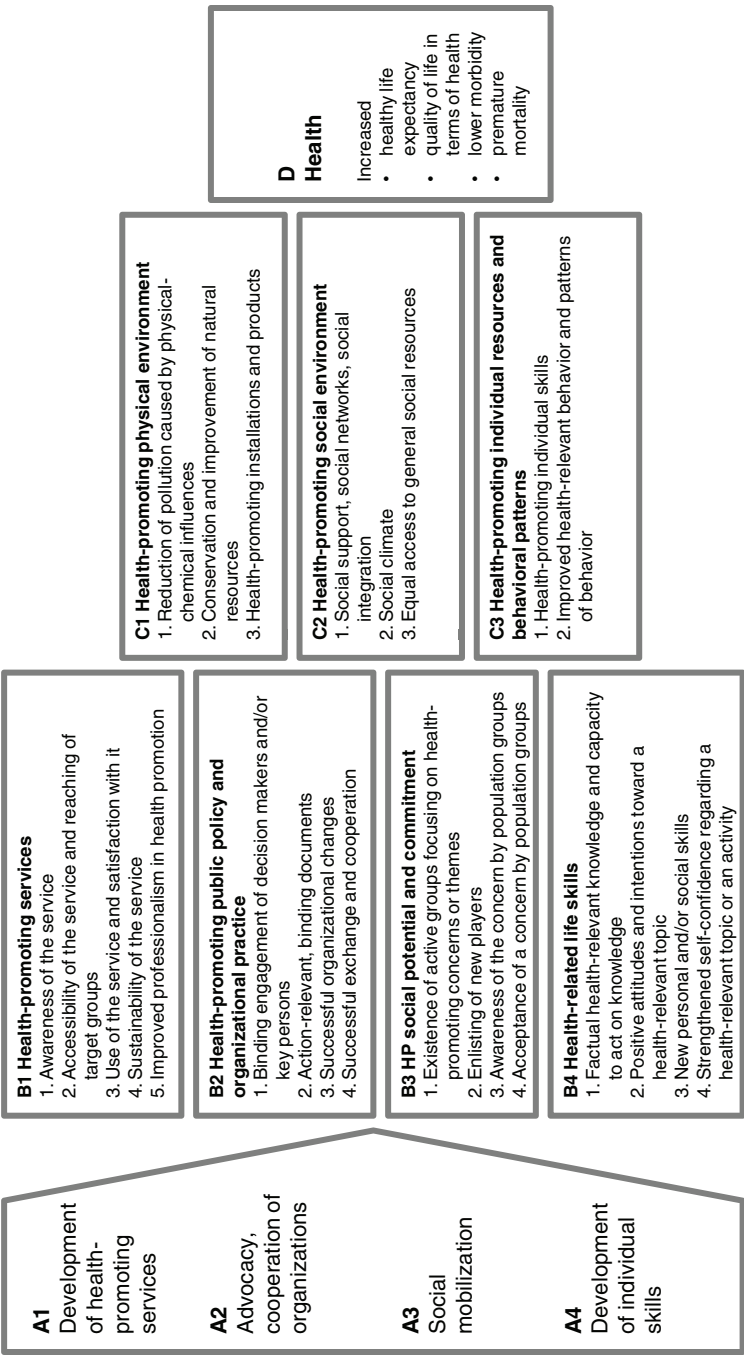 A1
Development
of health-
promoting
services
A2
Advocacy,
cooperation of
organizations
A3
Social
mobilization
A4
Development
of individual
skills
B1 Health-promoting services
1. Awareness of the service
2. Accessibility of the service and reaching of
target groups
3. Use of the service and satisfaction with it
4. Sustainability of the service
5. Improved professionalism in health promotion
B2 Health-promoting public policy and
organizational practice
1. Binding engagement of decision makers and/or
key persons
2. Action-relevant, binding documents
3. Successful organizational changes
4. Successful exchange and cooperation
B3 HP social potential and commitment
1. Existence of active groups focusing on health-
promoting concerns or themes
2. Enlisting of new players
3. Awareness of the concern by population groups
4. Acceptance of a concern by population groups
B4 Health-related life skills
1. Factual health-relevant knowledge and capacity
to act on knowledge
2. Positive attitudes and intentions toward a
health-relevant topic
3. New personal and/or social skills
4. Strengthened self-confidence regarding a
health-relevant topic or an activity
C1 Health-promoting physical environment
1. Reduction of pollution caused by physical-
chemical influences
2. Conservation and improvement of natural
resources
3. Health-promoting installations and products
C2 Health-promoting social environment
1. Social support, social networks, social
integration
2. Social climate
3. Equal access to general social resources
C3 Health-promoting individual resources and
behavioral patterns
1. Health-promoting individual skills
2. Improved health-relevant behavior and patterns
of behavior
D
Health
Increased
• healthy life
expectancy
• quality of life in
terms of health
• lower morbidity
• premature
mortality